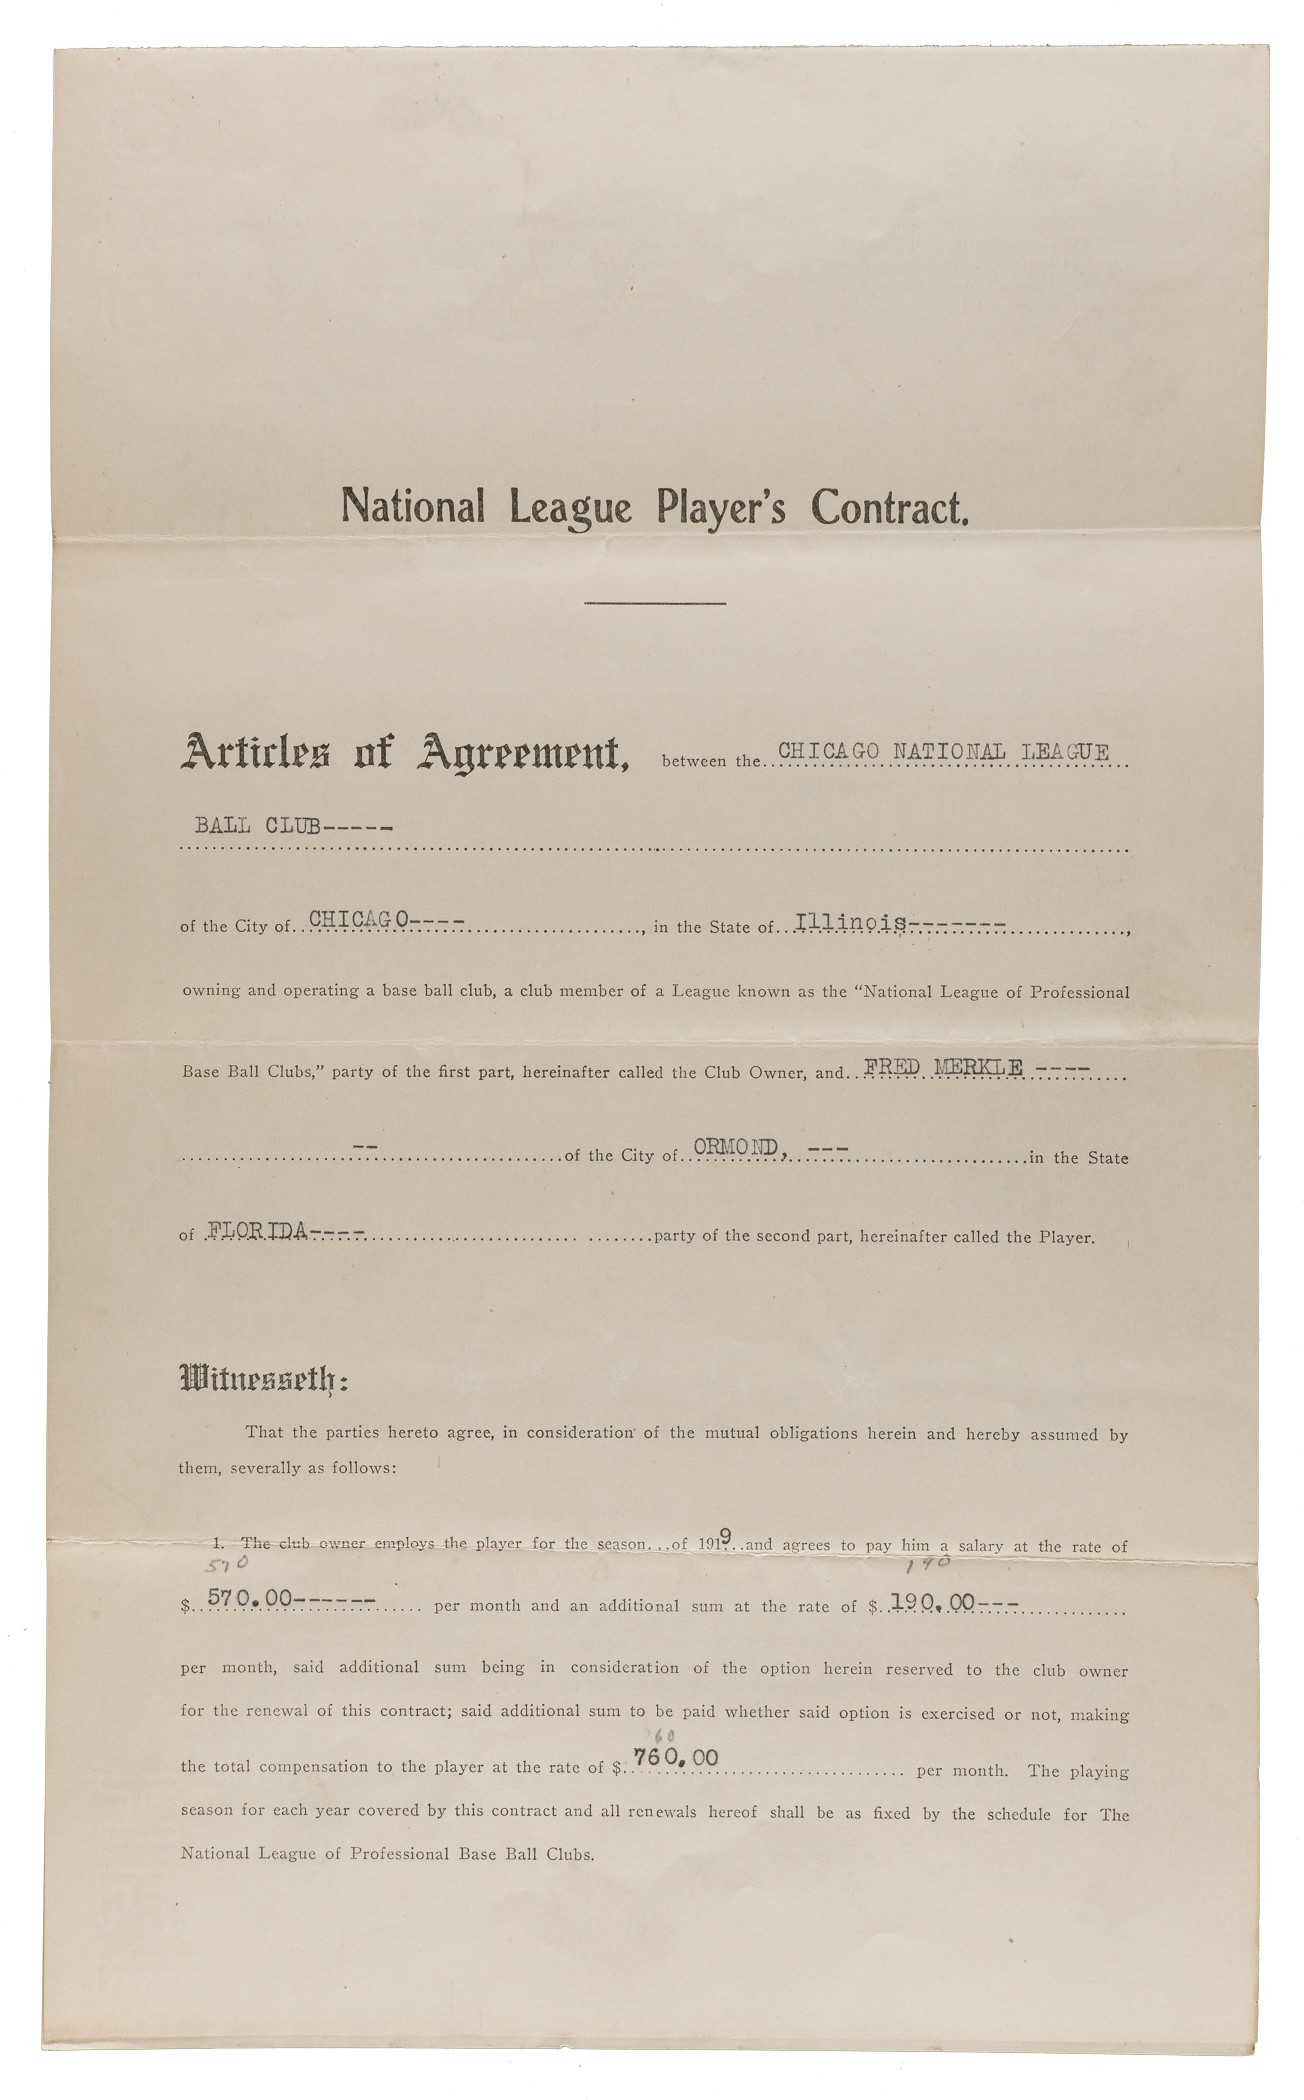 National League Player's Contract.
Articles of Agreement, between the..CHICAGO NATIONAL LEAGUE
BALL CLUB-----
of the City of..CHICAGO----......................, in the State of...Illinois-------..............,
owning and operating a base ball club, a club member of a League known as the “National League of Professional
Base Ball Clubs,” party of the first part, hereinafter called the Club Owner, and..FRED MERKLE ----....
......................--......................of the City of..ORMOND, ---......................in the State
of FLORIDA----...............................party of the second part, hereinafter called the Player.
Witnesseth:
That the parties hereto agree, in consideration of the mutual obligations herein and hereby assumed by
them, severally as follows:
1. The club owner employs the player for the season...of 1919..and agrees to pay him a salary at the rate of
570 190
$..570.00------...... per month and an additional sum at the rate of $..190.00---............
per month, said additional sum being in consideration of the option herein reserved to the club owner
for the renewal of this contract; said additional sum to be paid whether said option is exercised or not, making
60
the total compensation to the player at the rate of $..760.00...................... per month. The playing
season for each year covered by this contract and all renewals hereof shall be as fixed by the schedule for The
National League of Professional Base Ball Clubs.